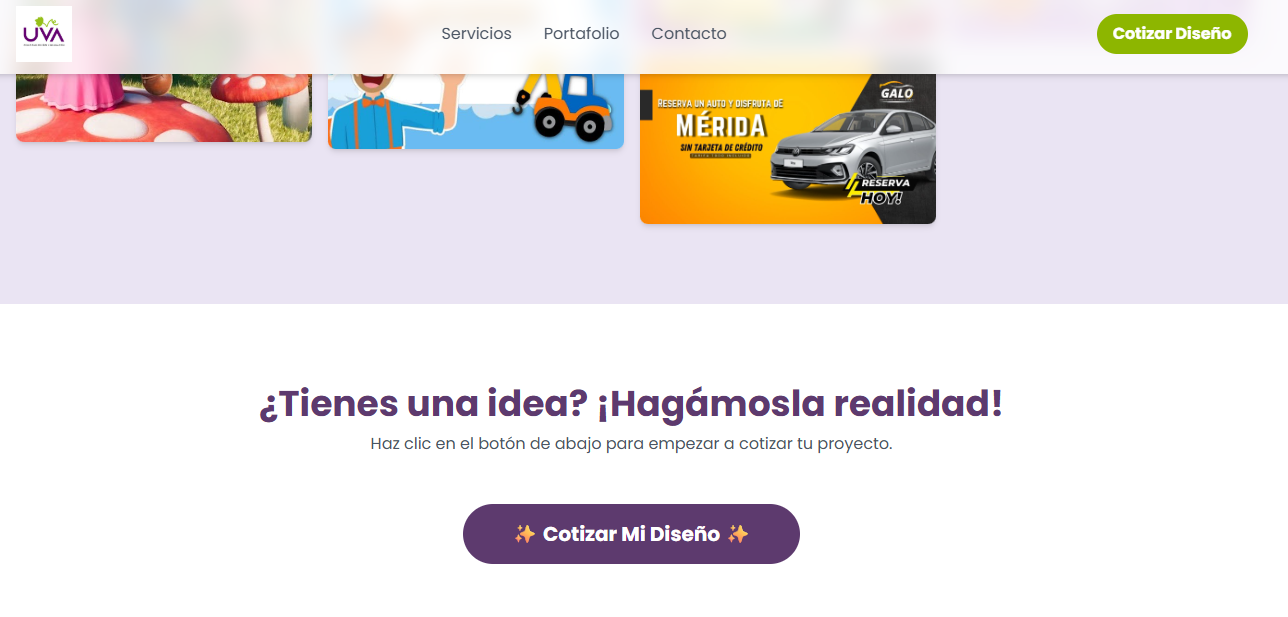 UVA
Servicios
Portafolio
Contacto
Cotizar Diseño
GALO
RESERVA UN AUTO Y DISFRUTA DE
MÉRIDA
SIN TARJETA DE CRÉDITO
RESERVA
HOY!
¿Tienes una idea? ¡Hagámosla realidad!
Haz clic en el botón de abajo para empezar a cotizar tu proyecto.
✨ Cotizar Mi Diseño ✨